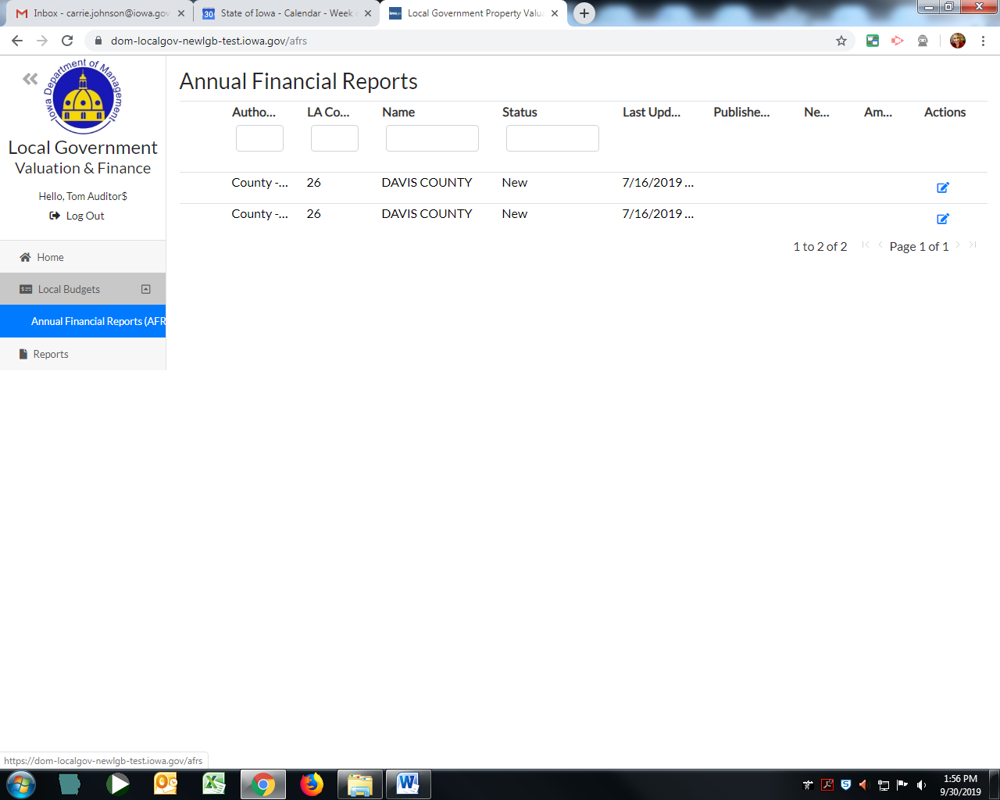 Inbox - carrie.johnson@iowa.gov
State of Iowa - Calendar - Week
Local Government Property Valu
dom-localgov-newlgb-test.iowa.gov/afrs
Iowa Department of Management
Local Government
Valuation & Finance
Hello, Tom Auditor$
Log Out
Home
Local Budgets
Annual Financial Reports (AFR
Reports
Annual Financial Reports
Autho... LA Co... Name Status Last Upd... Publishe... Ne... Am... Actions
County -... 26 DAVIS COUNTY New 7/16/2019 ...
County -... 26 DAVIS COUNTY New 7/16/2019 ...
1 to 2 of 2 Page 1 of 1
https://dom-localgov-newlgb-test.iowa.gov/afrs
1:56 PM
9/30/2019